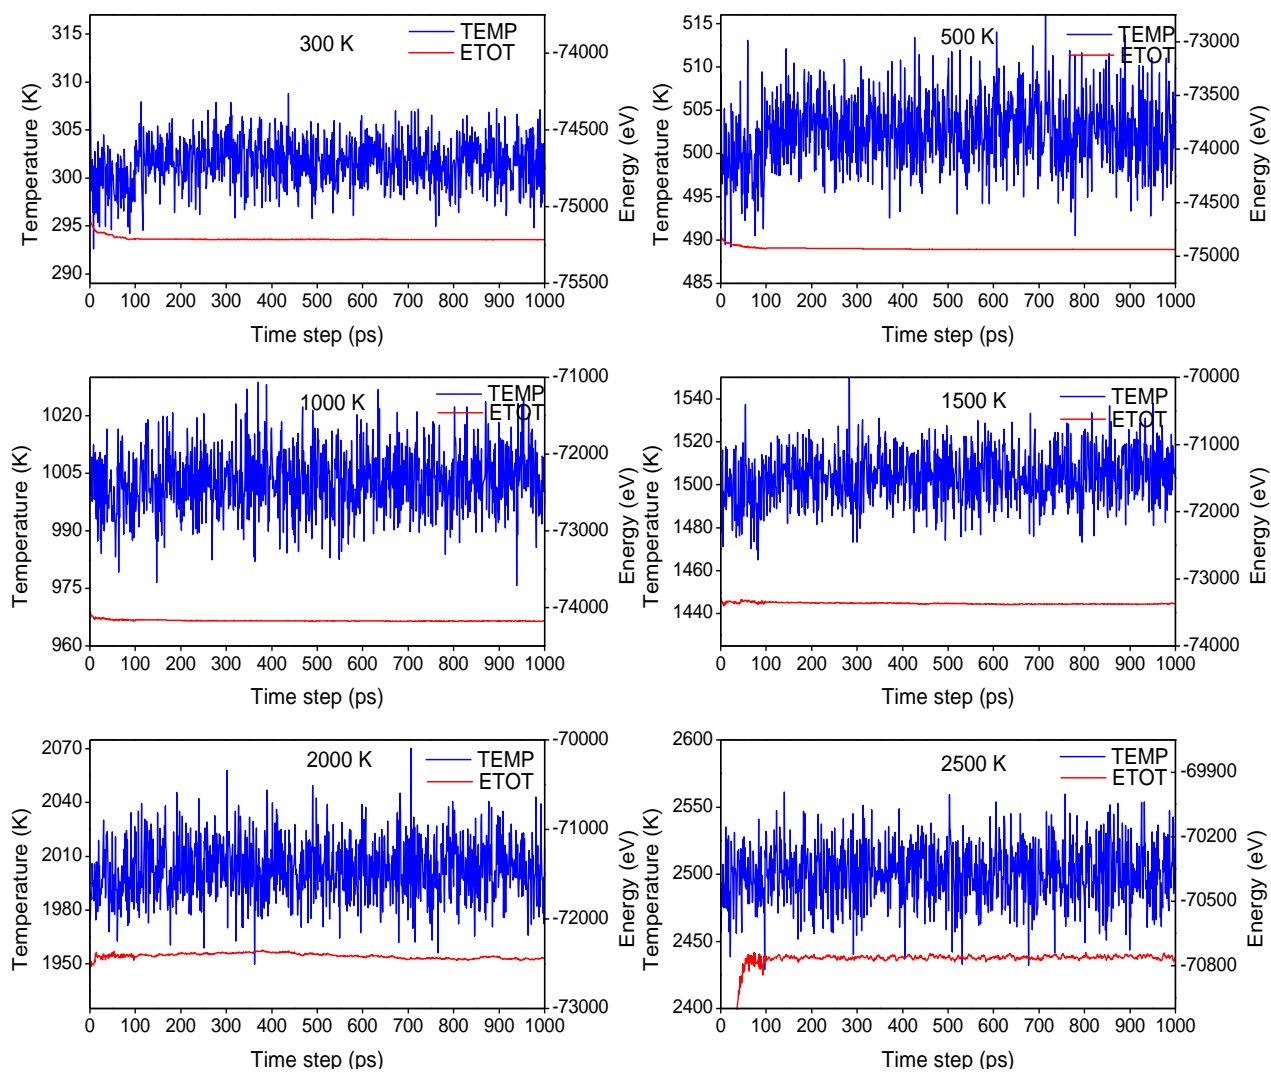 300 K
TEMP
ETOT
Temperature (K)
315
310
305
300
295
290
-74000
-74500
-75000
-75500
Energy (eV)
0 100 200 300 400 500 600 700 800 900 1000
Time step (ps)
500 K
TEMP
ETOT
Temperature (K)
515
510
505
500
495
490
485
-73000
-73500
-74000
-74500
-75000
Energy (eV)
0 100 200 300 400 500 600 700 800 900 1000
Time step (ps)
1000 K
TEMP
ETOT
Temperature (K)
1020
1005
990
975
960
-71000
-72000
-73000
-74000
Energy (eV)
0 100 200 300 400 500 600 700 800 900 1000
Time step (ps)
1500 K
TEMP
ETOT
Temperature (K)
1540
1520
1500
1480
1460
1440
-70000
-71000
-72000
-73000
-74000
Energy (eV)
0 100 200 300 400 500 600 700 800 900 1000
Time step (ps)
2000 K
TEMP
ETOT
Temperature (K)
2070
2040
2010
1980
1950
-70000
-71000
-72000
-73000
Energy (eV)
0 100 200 300 400 500 600 700 800 900 1000
Time step (ps)
2500 K
TEMP
ETOT
Temperature (K)
2600
2550
2500
2450
2400
-69900
-70200
-70500
-70800
Energy (eV)
0 100 200 300 400 500 600 700 800 900 1000
Time step (ps)